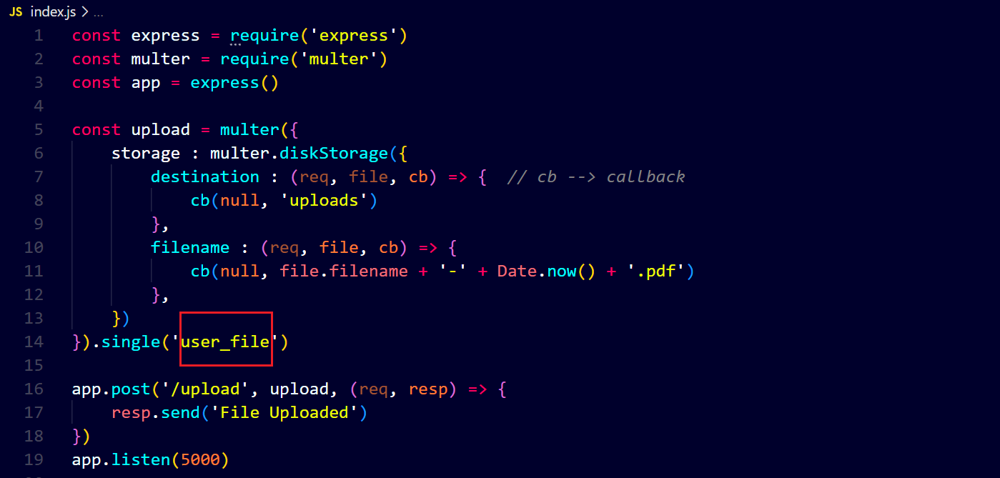 JS index.js > ...
1 const express = require('express')
2 const multer = require('multer')
3 const app = express()
4
5 const upload = multer({
6     storage : multer.diskStorage({
7         destination : (req, file, cb) => {  // cb --> callback
8             cb(null, 'uploads')
9         },
10         filename : (req, file, cb) => {
11             cb(null, file.filename + '-' + Date.now() + '.pdf')
12         },
13     })
14 }).single('user_file')
15
16 app.post('/upload', upload, (req, resp) => {
17     resp.send('File Uploaded')
18 })
19 app.listen(5000)